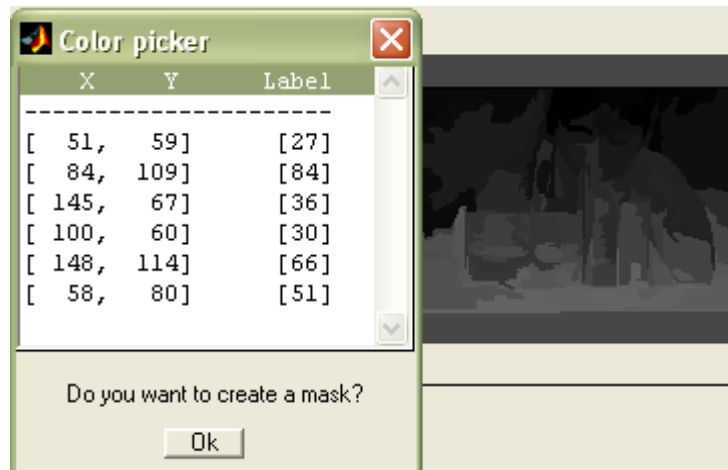 Color picker
X Y Label
----------------------
[ 51, 59] [27]
[ 84, 109] [84]
[ 145, 67] [36]
[ 100, 60] [30]
[ 148, 114] [66]
[ 58, 80] [51]
Do you want to create a mask?
Ok